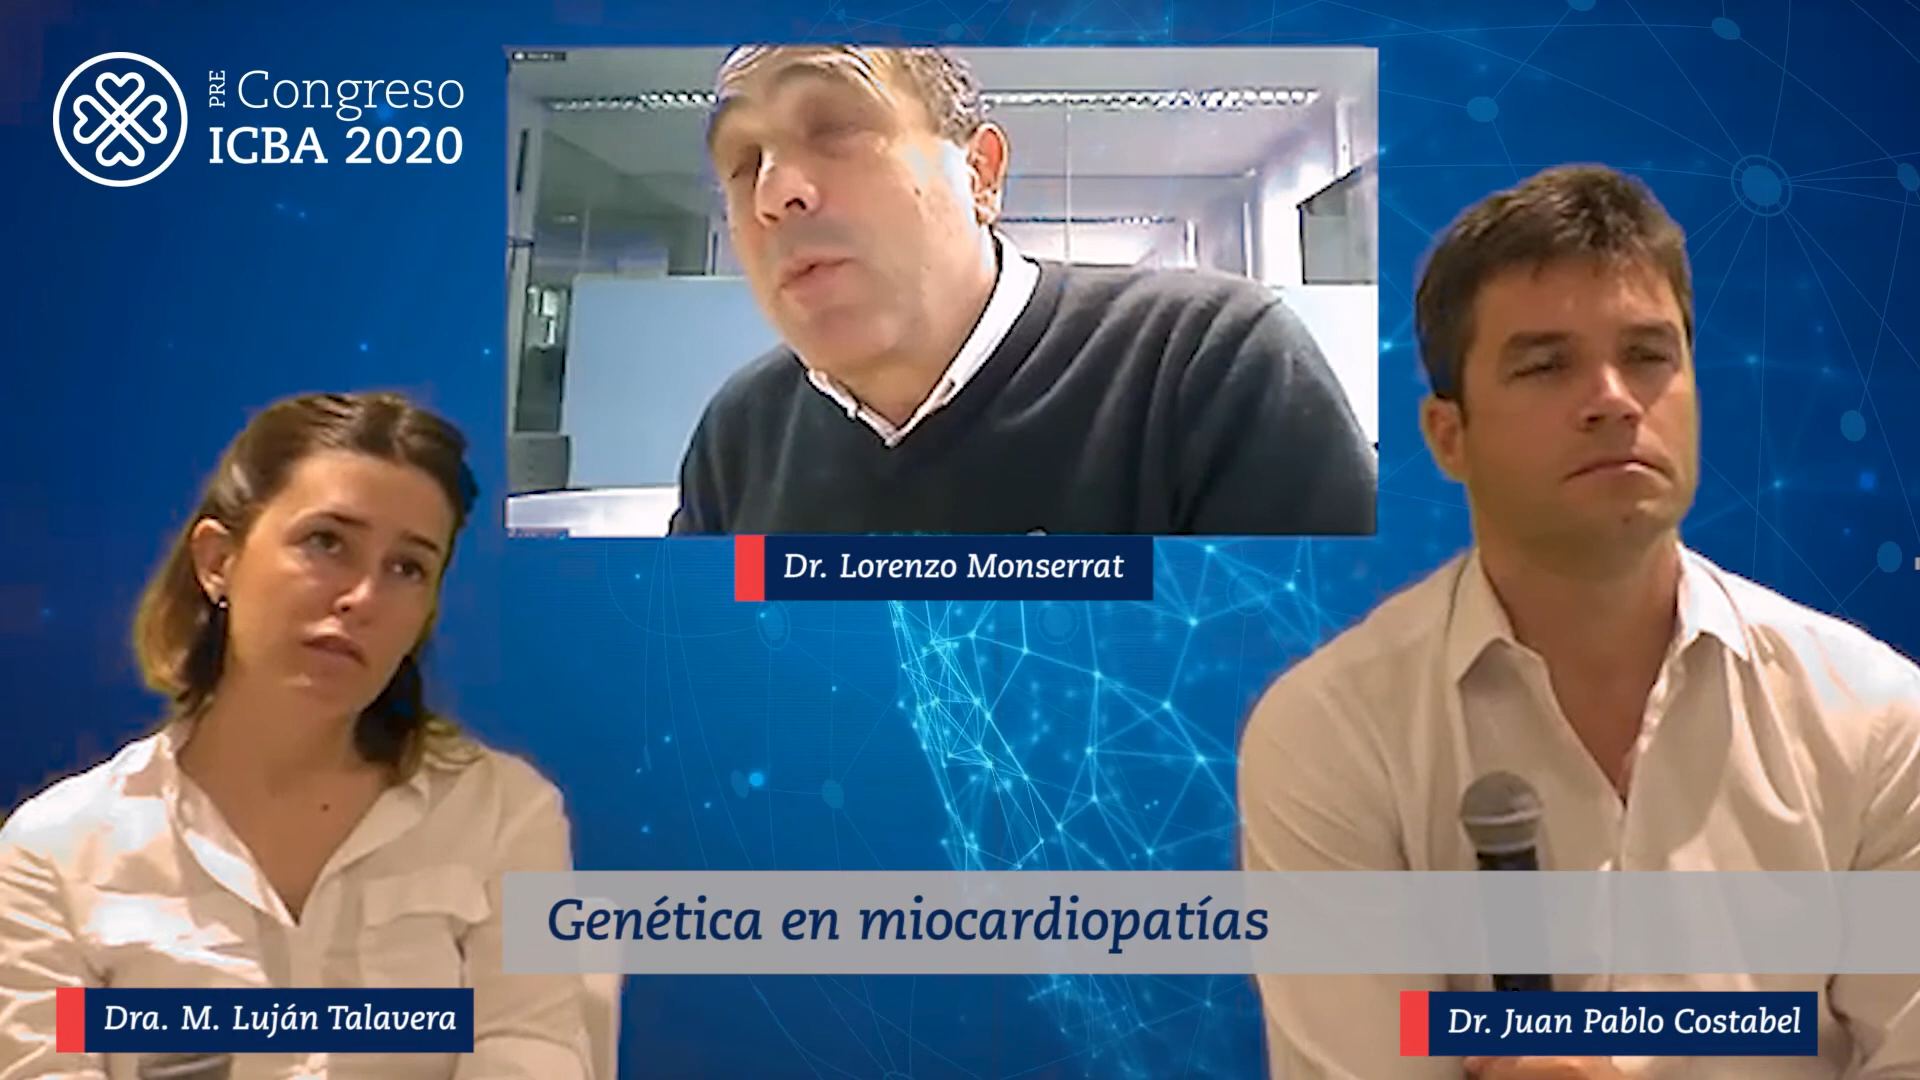 PRE Congreso
ICBA 2020
Dr. Lorenzo Monserrat
Genética en miocardiopatías
Dra. M. Luján Talavera
Dr. Juan Pablo Costabel